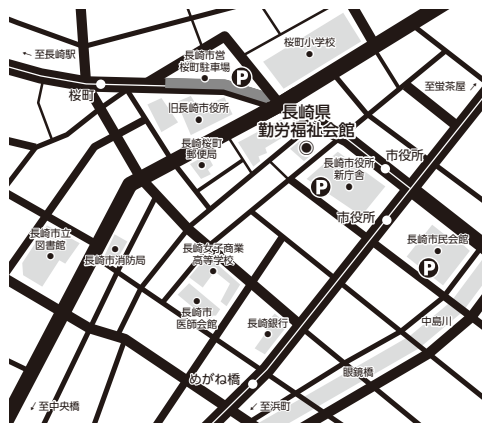 長崎市営
桜町駐車場
桜町小学校
←至長崎駅
P
至蛍茶屋↗
桜町
旧長崎市役所
長崎県
勤労福祉会館
長崎桜町
郵便局
市役所
長崎市役所
新庁舎
P
市役所
長崎市立
図書館
長崎市消防局
長崎女子商業
高等学校
長崎市民会館
P
長崎市
医師会館
長崎銀行
中島川
眼鏡橋
めがね橋
↙至中央橋
↙至浜町